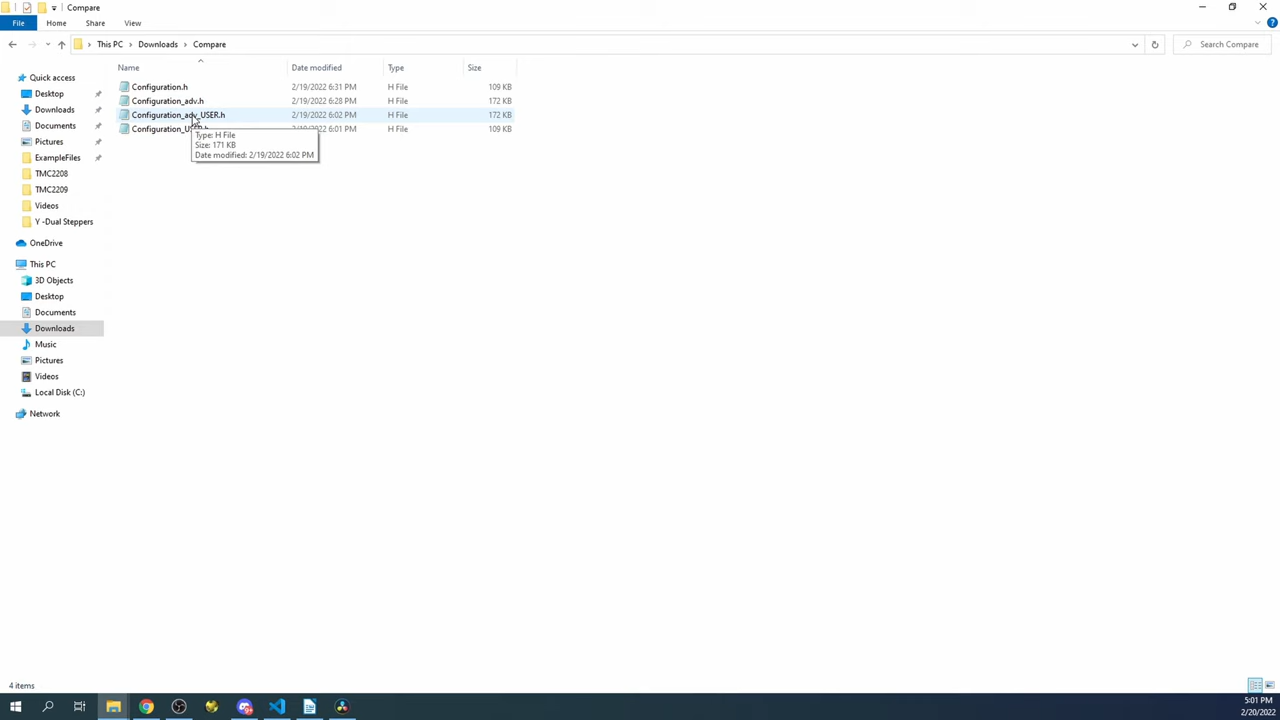 Compare
File Home Share View
This PC Downloads Compare
Search Compare
Name Date modified Type Size
Quick access
Desktop
Downloads
Documents
Pictures
ExampleFiles
TMC2208
TMC2209
Videos
Y -Dual Steppers
OneDrive
This PC
3D Objects
Desktop
Documents
Downloads
Music
Pictures
Videos
Local Disk (C:)
Network
Configuration.h 2/19/2022 6:31 PM H File 109 KB
Configuration_adv.h 2/19/2022 6:28 PM H File 172 KB
Configuration_adv_USER.h 2/19/2022 6:02 PM H File 172 KB
Configuration_USER.h 2/19/2022 6:01 PM H File 109 KB
Type: H File
Size: 171 KB
Date modified: 2/19/2022 6:02 PM
4 items
5:01 PM
2/20/2022